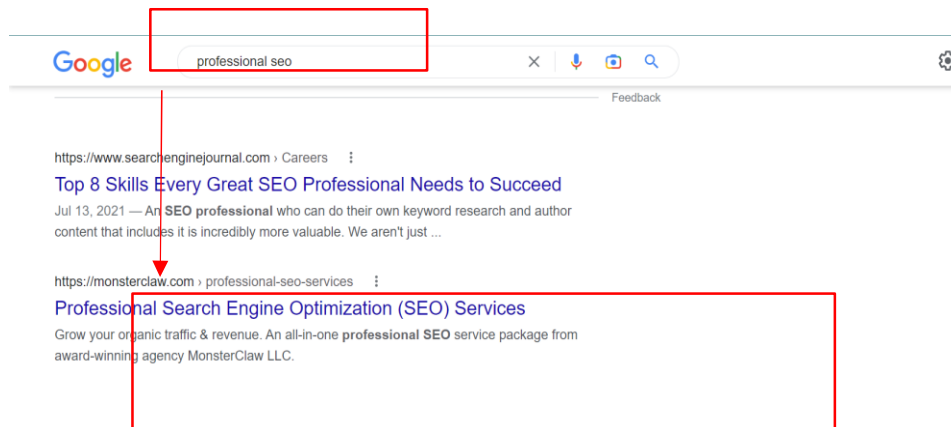 Google professional seo
Feedback
https://www.searchenginejournal.com › Careers
Top 8 Skills Every Great SEO Professional Needs to Succeed
Jul 13, 2021 — An SEO professional who can do their own keyword research and author
content that includes it is incredibly more valuable. We aren't just ...
https://monsterclaw.com › professional-seo-services
Professional Search Engine Optimization (SEO) Services
Grow your organic traffic & revenue. An all-in-one professional SEO service package from
award-winning agency MonsterClaw LLC.